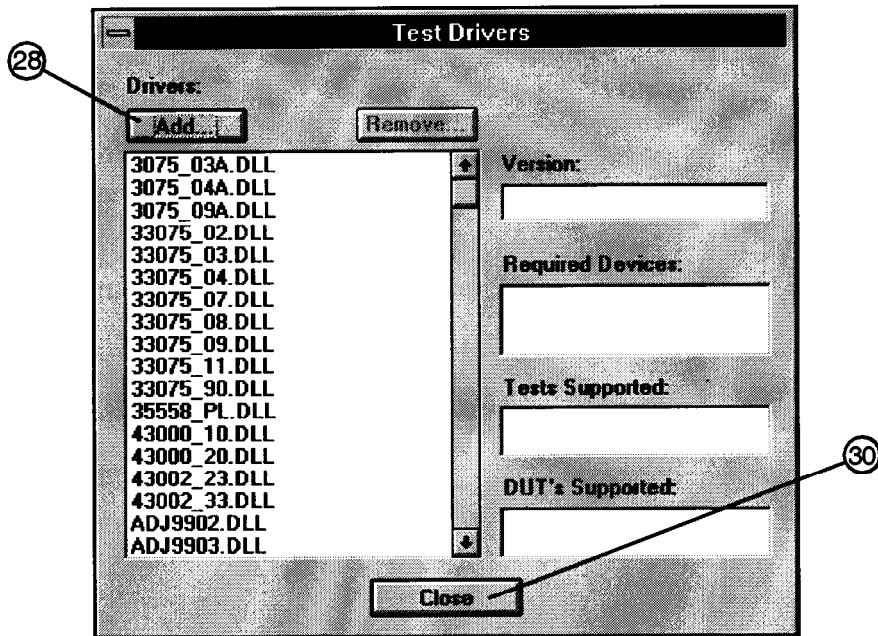 Test Drivers
28
Drivers:
Add...
Remove...
3075_03A.DLL
3075_04A.DLL
3075_09A.DLL
33075_02.DLL
33075_03.DLL
33075_04.DLL
33075_07.DLL
33075_08.DLL
33075_09.DLL
33075_11.DLL
33075_90.DLL
35558_PL.DLL
43000_10.DLL
43000_20.DLL
43002_23.DLL
43002_33.DLL
ADJ9902.DLL
ADJ9903.DLL
Version:
Required Devices:
Tests Supported:
DUT's Supported:
30
Close